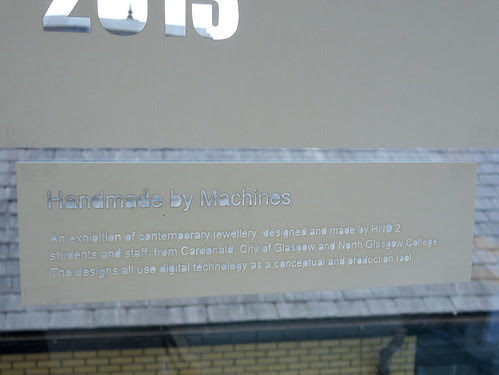 2013
Handmade by Machines
An exhibition of contemporary jewellery, designed and made by HND 2
students and staff from Cardonald, City of Glasgow and North Glasgow College
The designs all use digital technology as a conceptual and production tool